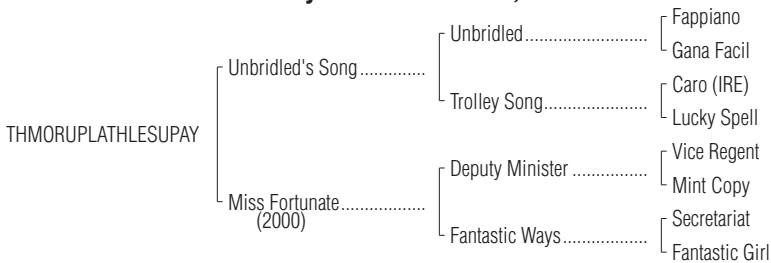 Fappiano
Unbridled
Gana Facil
Unbridled's Song
Caro (IRE)
Trolley Song
Lucky Spell
THMORUPLATHLESUPAY
Vice Regent
Deputy Minister
Mint Copy
Miss Fortunate
(2000)
Secretariat
Fantastic Ways
Fantastic Girl